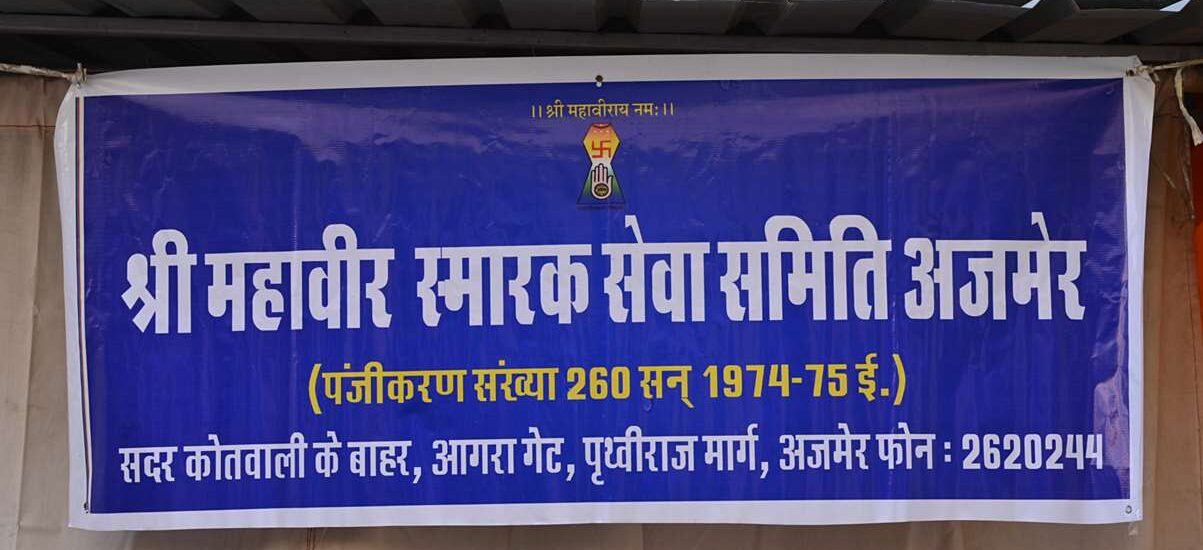 ।। श्री महावीराय नम: ।।
श्री महावीर स्मारक सेवा समिति अजमेर
(पंजीकरण संख्या 260 सन् 1974-75 ई.)
सदर कोतवाली के बाहर, आगरा गेट, पृथ्वीराज मार्ग, अजमेर फोन : 2620244